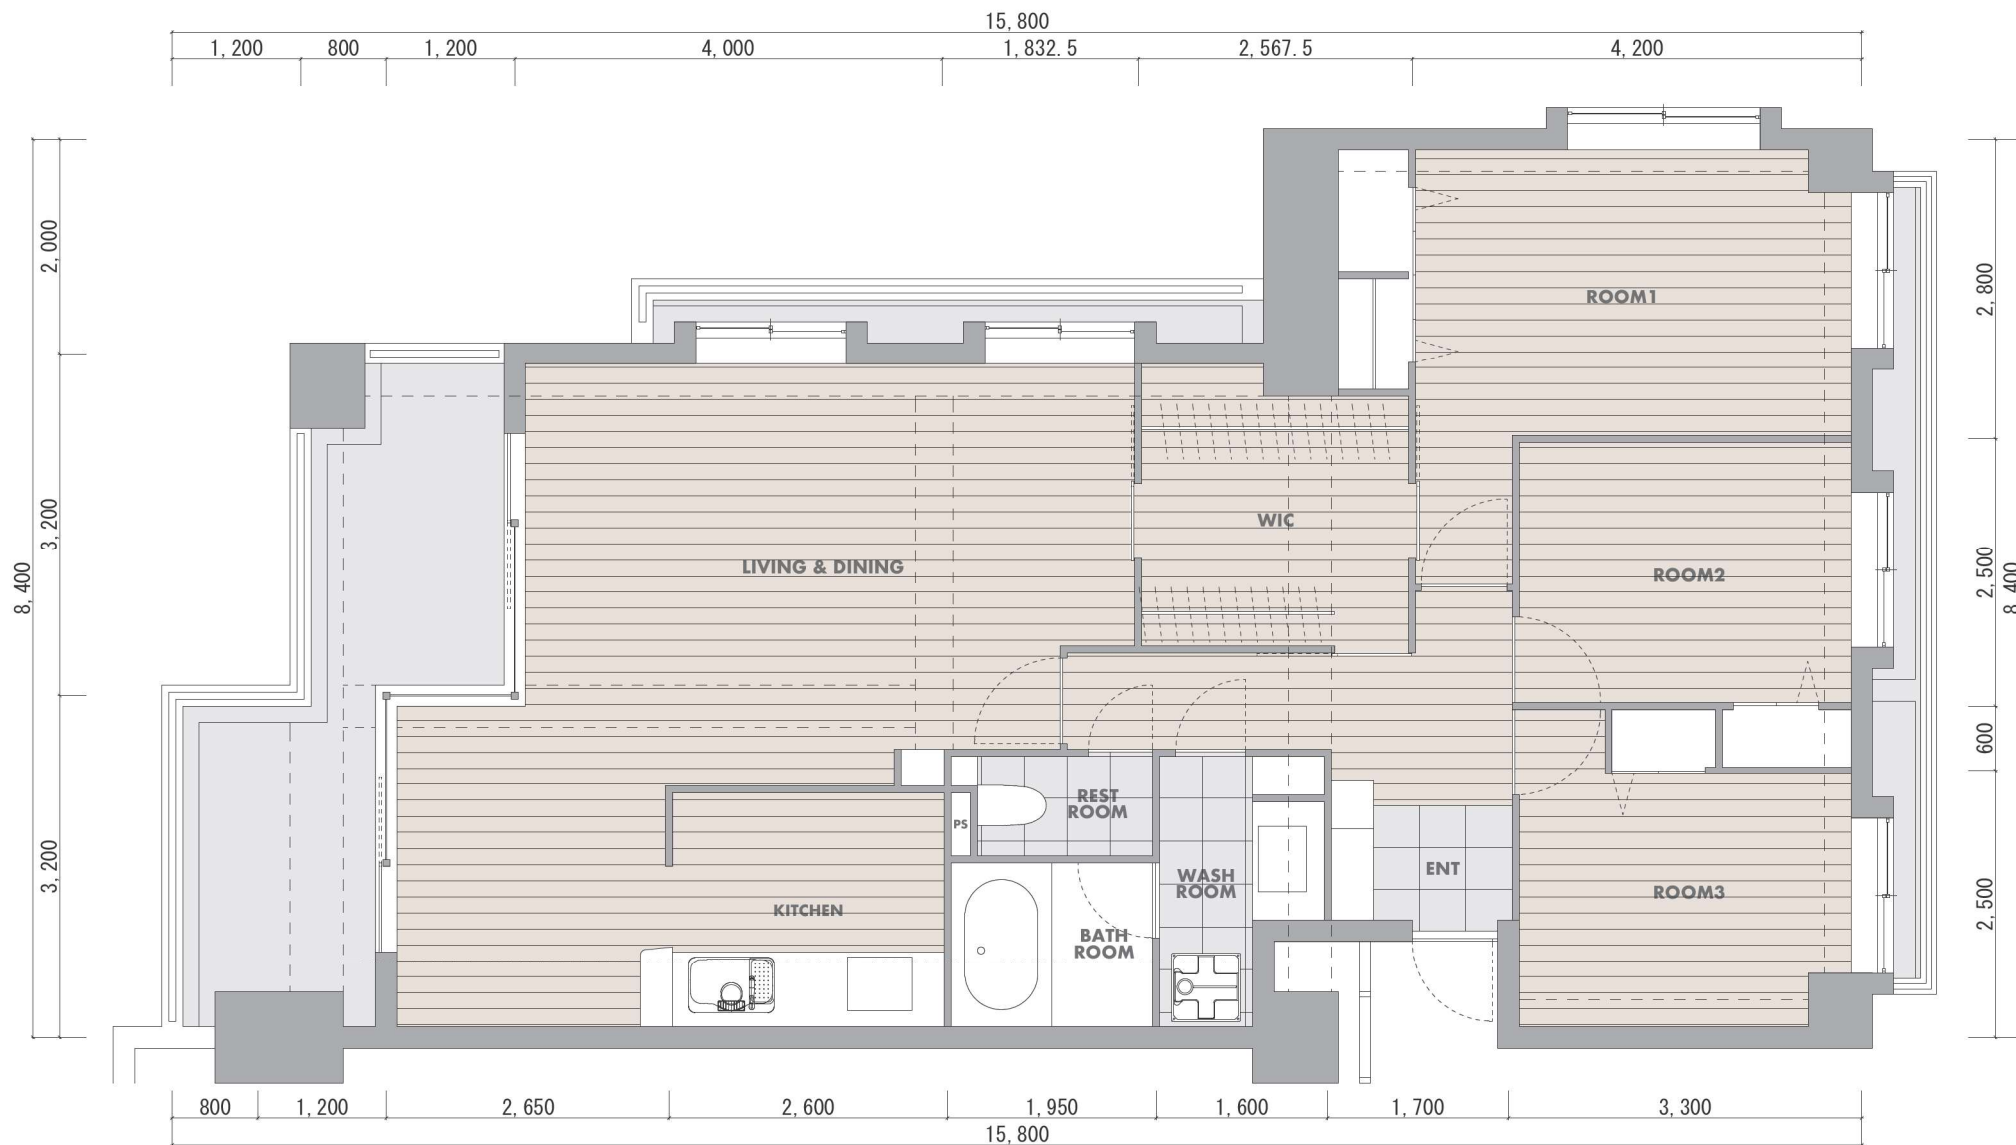 15,800
1,200 800 1,200 4,000 1,832.5 2,567.5 4,200
2,000
3,200
3,200
8,400
2,800
2,500
600
2,500
8,400
ROOM1
WIC
LIVING & DINING
ROOM2
REST
ROOM
PS
WASH
ROOM
ENT
ROOM3
KITCHEN
BATH
ROOM
800 1,200 2,650 2,600 1,950 1,600 1,700 3,300
15,800